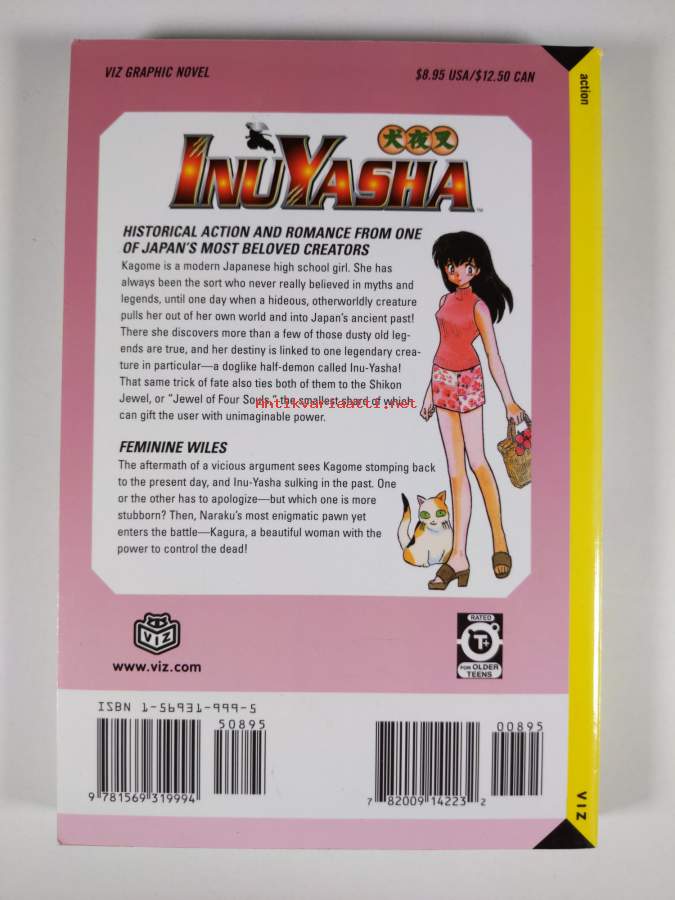 VIZ GRAPHIC NOVEL
$8.95 USA/$12.50 CAN
action
犬夜叉
INUYASHA
™
HISTORICAL ACTION AND ROMANCE FROM ONE
OF JAPAN'S MOST BELOVED CREATORS
Kagome is a modern Japanese high school girl. She has
always been the sort who never really believed in myths and
legends, until one day when a hideous, otherworldly creature
pulls her out of her own world and into Japan's ancient past!
There she discovers more than a few of those dusty old leg-
ends are true, and her destiny is linked to one legendary crea-
ture in particular—a doglike half-demon called Inu-Yasha!
That same trick of fate also ties both of them to the Shikon
Jewel, or "Jewel of Four Souls," the smallest share of which
can gift the user with unimaginable power.
Antikvariaatti.net
FEMININE WILES
The aftermath of a vicious argument sees Kagome stomping back
to the present day, and Inu-Yasha sulking in the past. One
or the other has to apologize—but which one is more
stubborn? Then, Naraku's most enigmatic pawn yet
enters the battle—Kagura, a beautiful woman with the
power to control the dead!
VIZ
www.viz.com
RATED
T+
FOR OLDER
TEENS
ISBN 1-56931-999-5
50895
00895
9 781569 319994
7 82009 14223 2
VIZ